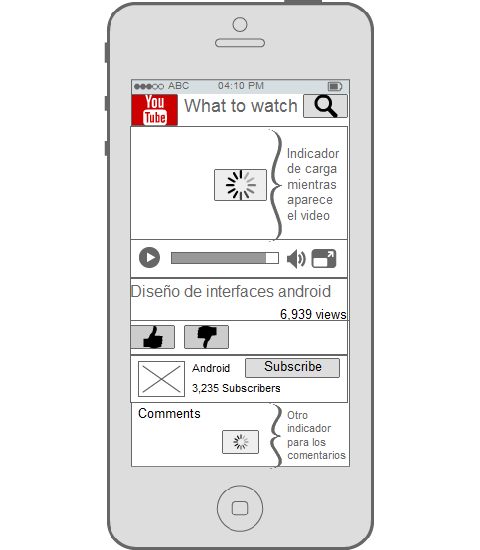 ABC 04:10 PM
You
Tube
What to watch
Indicador
de carga
mientras
aparece
el video
Diseño de interfaces android
6,939 views
Android
Subscribe
3,235 Subscribers
Comments
Otro
indicador
para los
comentarios